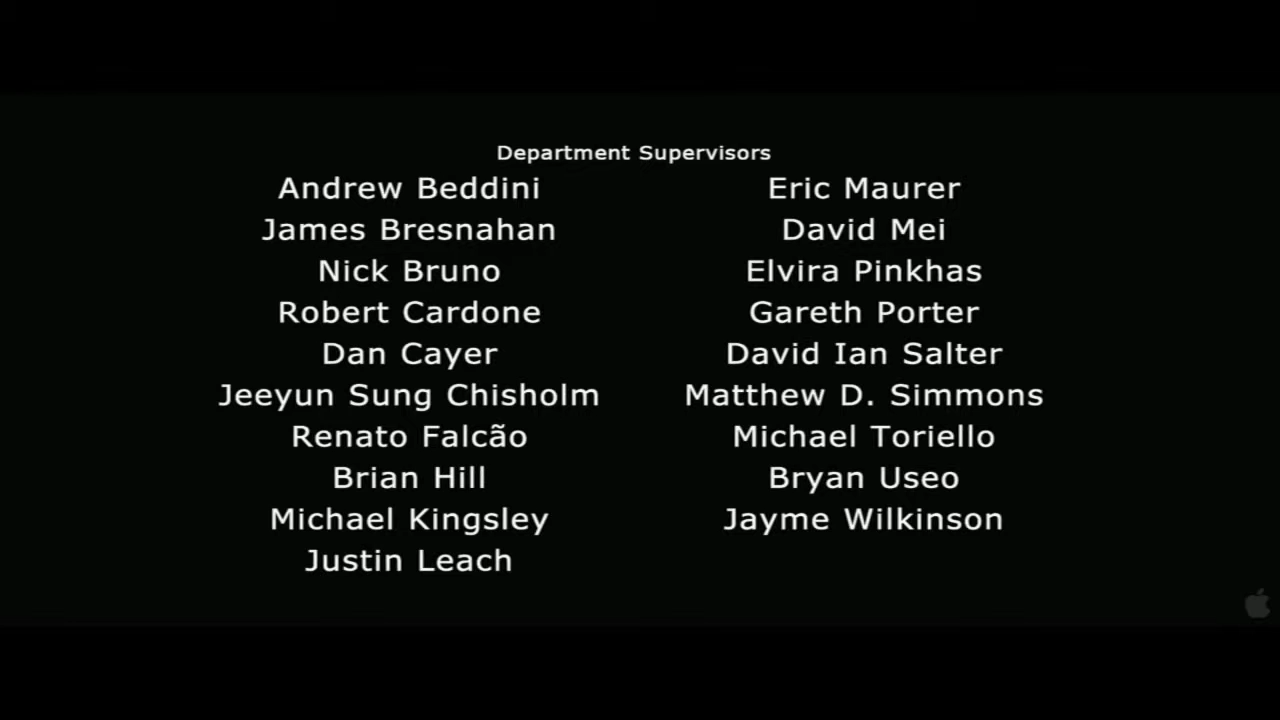 Department Supervisors
Andrew Beddini
James Bresnahan
Nick Bruno
Robert Cardone
Dan Cayer
Jeeyun Sung Chisholm
Renato Falcão
Brian Hill
Michael Kingsley
Justin Leach
Eric Maurer
David Mei
Elvira Pinkhas
Gareth Porter
David Ian Salter
Matthew D. Simmons
Michael Toriello
Bryan Useo
Jayme Wilkinson